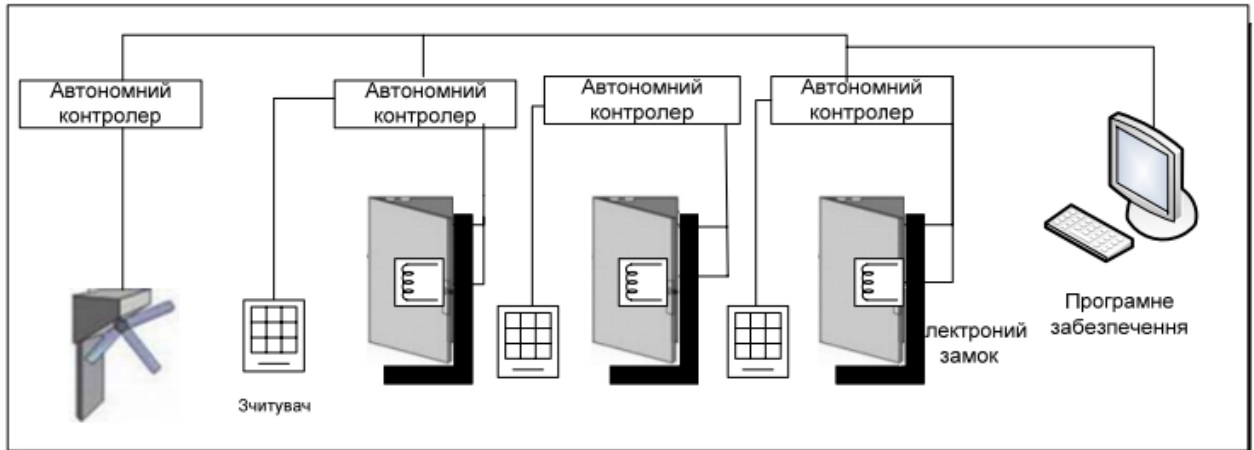 Автономний
контролер
Автономний
контролер
Автономний
контролер
Автономний
контролер
Зчитувач
лектроний
замок
Програмне
забезпечення